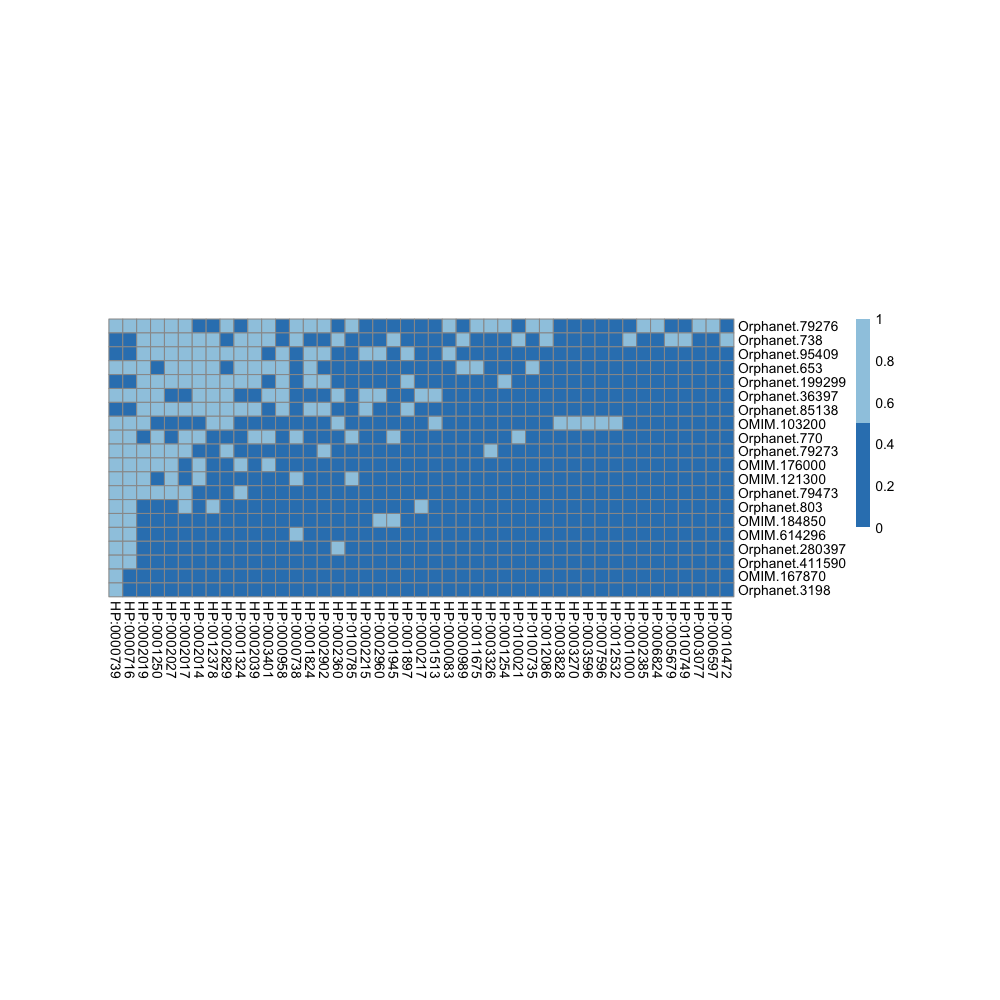 Orphanet.79276
Orphanet.738
Orphanet.95409
Orphanet.653
Orphanet.199299
Orphanet.36397
Orphanet.85138
OMIM.103200
Orphanet.770
Orphanet.79273
OMIM.176000
OMIM.121300
Orphanet.79473
Orphanet.803
OMIM.184850
OMIM.614296
Orphanet.280397
Orphanet.411590
OMIM.167870
Orphanet.3198
1
0.8
0.6
0.4
0.2
0
HP:0000739
HP:0000716
HP:0002019
HP:0001250
HP:0002027
HP:0002017
HP:0002014
HP:0012378
HP:0002829
HP:0001324
HP:0002039
HP:0003401
HP:0000958
HP:0000738
HP:0001824
HP:0002902
HP:0002360
HP:0100785
HP:0002215
HP:0002960
HP:0001945
HP:0001897
HP:0000217
HP:0001513
HP:0000083
HP:0000989
HP:0011675
HP:0003326
HP:0001254
HP:0100021
HP:0100735
HP:0012086
HP:0003828
HP:0003270
HP:0003596
HP:0007596
HP:0012532
HP:0001000
HP:0002385
HP:0006824
HP:0005679
HP:0100749
HP:0003077
HP:0006597
HP:0010472